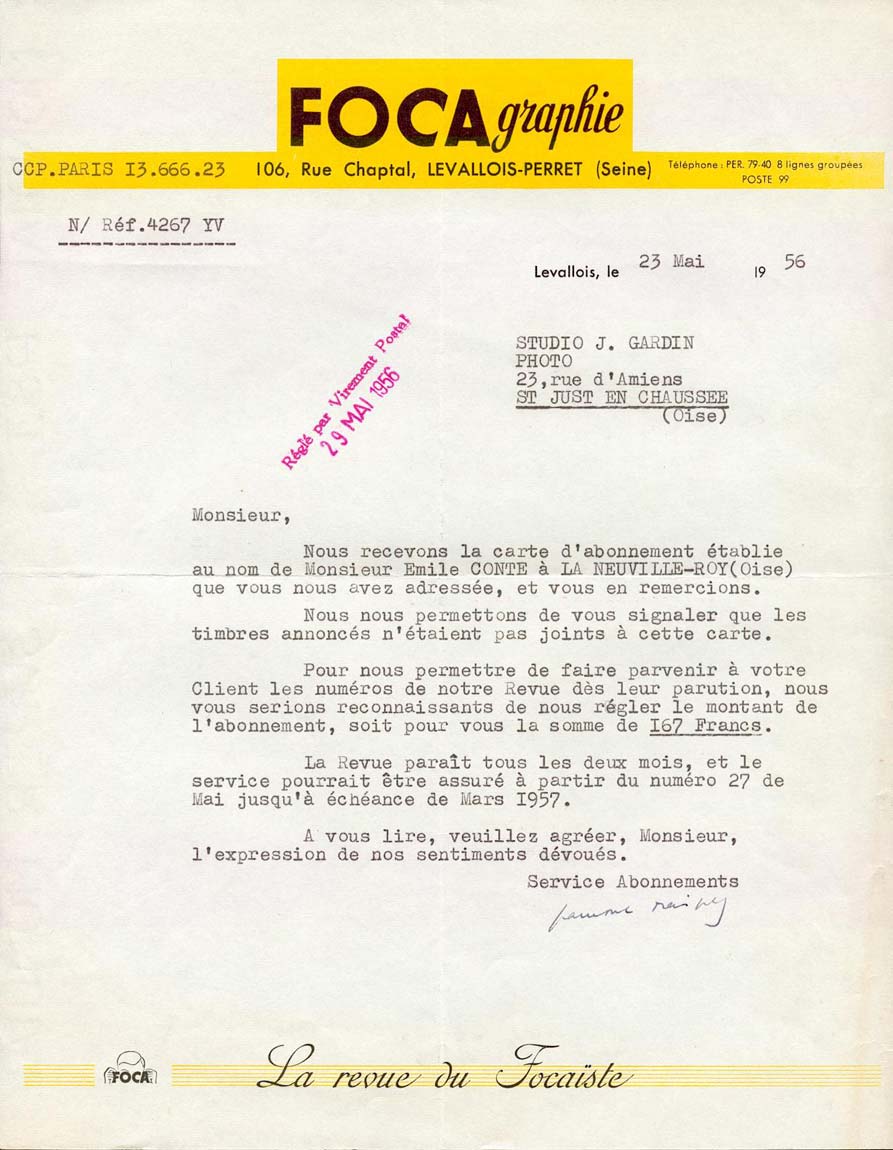 FOCAgraphie
CCP.PARIS I3.666.23
106, Rue Chaptal, LEVALLOIS-PERRET (Seine)
Téléphone : PER. 79-40 8 lignes groupées
POSTE 99
N/ Réf.4267 YV
Levallois, le 23 Mai 19 56
STUDIO J. GARDIN
PHOTO
23,rue d'Amiens
ST JUST EN CHAUSSEE
(Oise)
Réglé par Virement Postal
29 MAI 1956
Monsieur,
Nous recevons la carte d'abonnement établie
au nom de Monsieur Emile CONTE à LA NEUVILLE-ROY(Oise)
que vous nous avez adressée, et vous en remercions.
Nous nous permettons de vous signaler que les
timbres annoncés n'étaient pas joints à cette carte.
Pour nous permettre de faire parvenir à votre
Client les numéros de notre Revue dès leur parution, nous
vous serions reconnaissants de nous régler le montant de
l'abonnement, soit pour vous la somme de I67 Francs.
La Revue paraît tous les deux mois, et le
service pourrait être assuré à partir du numéro 27 de
Mai jusqu'à échéance de Mars I957.
A vous lire, veuillez agréer, Monsieur,
l'expression de nos sentiments dévoués.
Service Abonnements
FOCA
La revue du Focaïste